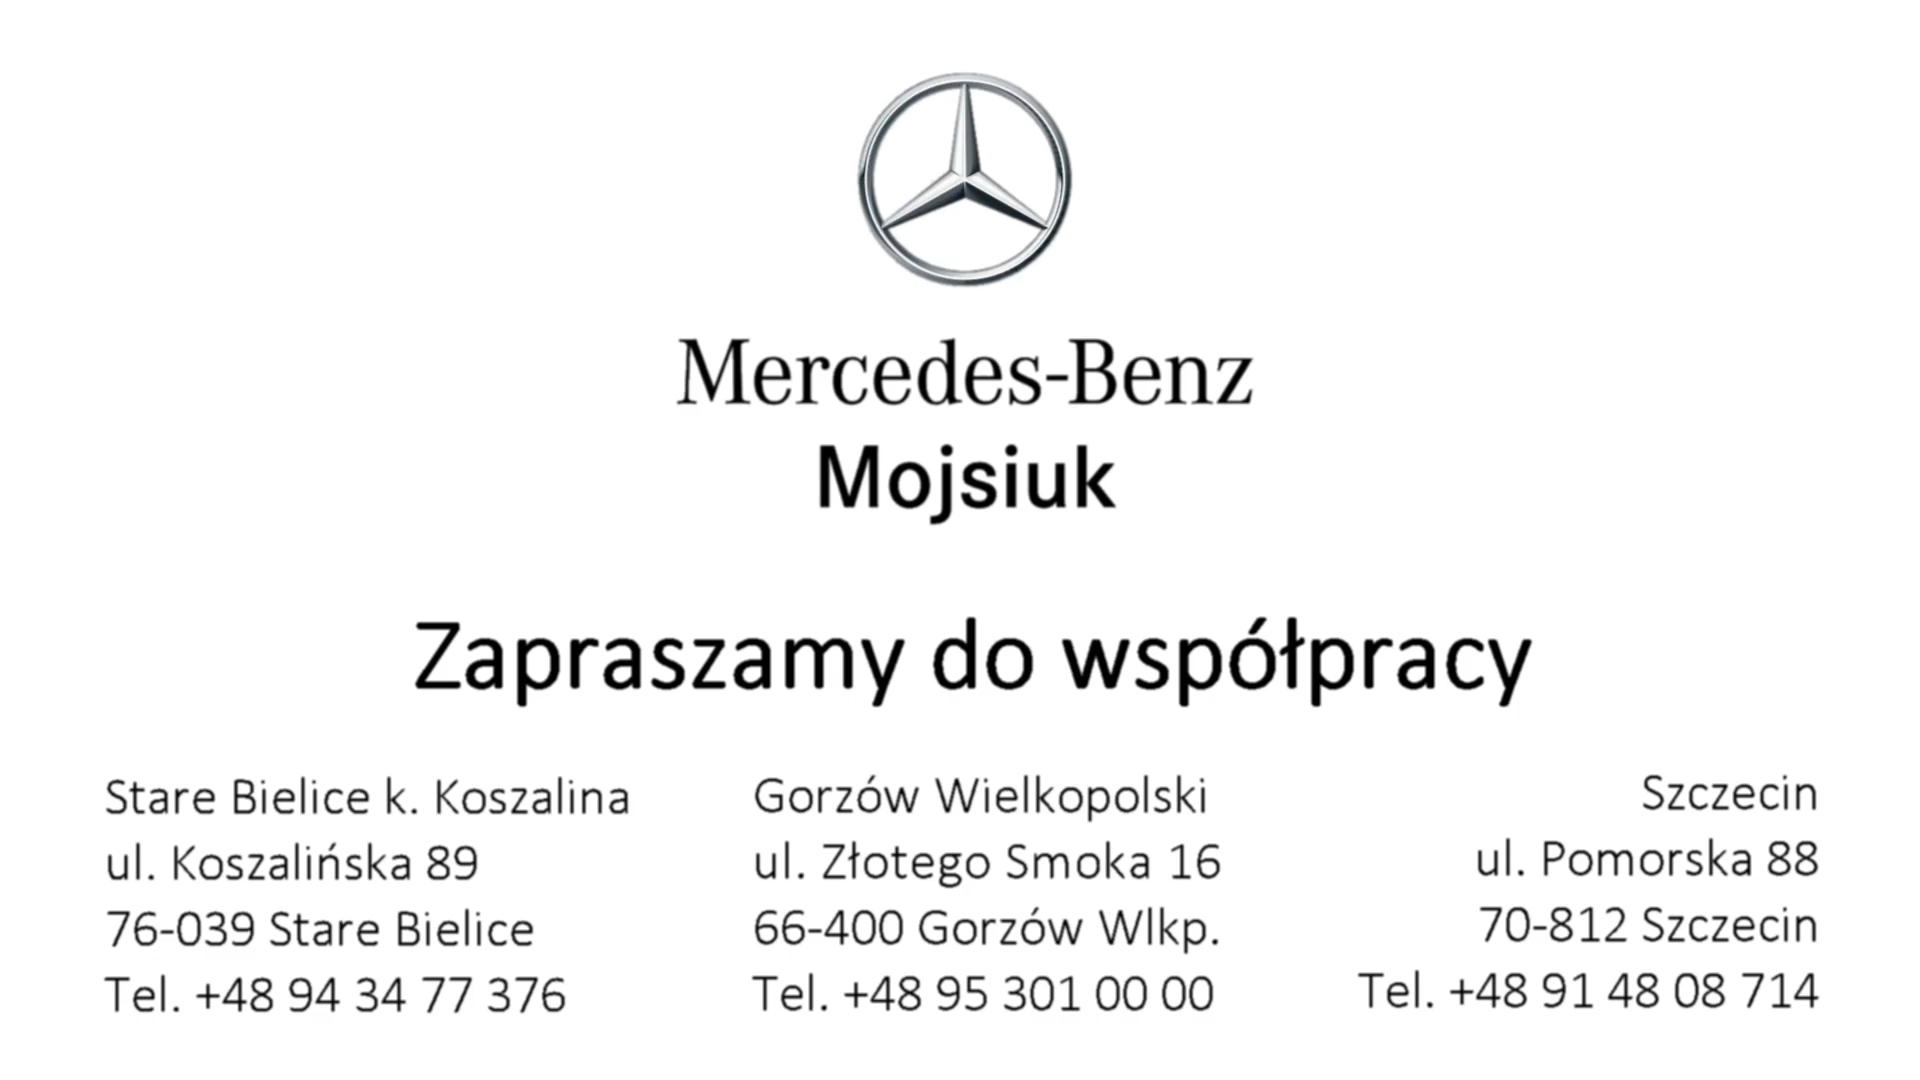 Mercedes-Benz
Mojsiuk
Zapraszamy do współpracy
Stare Bielice k. Koszalina
ul. Koszalińska 89
76-039 Stare Bielice
Tel. +48 94 34 77 376
Gorzów Wielkopolski
ul. Złotego Smoka 16
66-400 Gorzów Wlkp.
Tel. +48 95 301 00 00
Szczecin
ul. Pomorska 88
70-812 Szczecin
Tel. +48 91 48 08 714